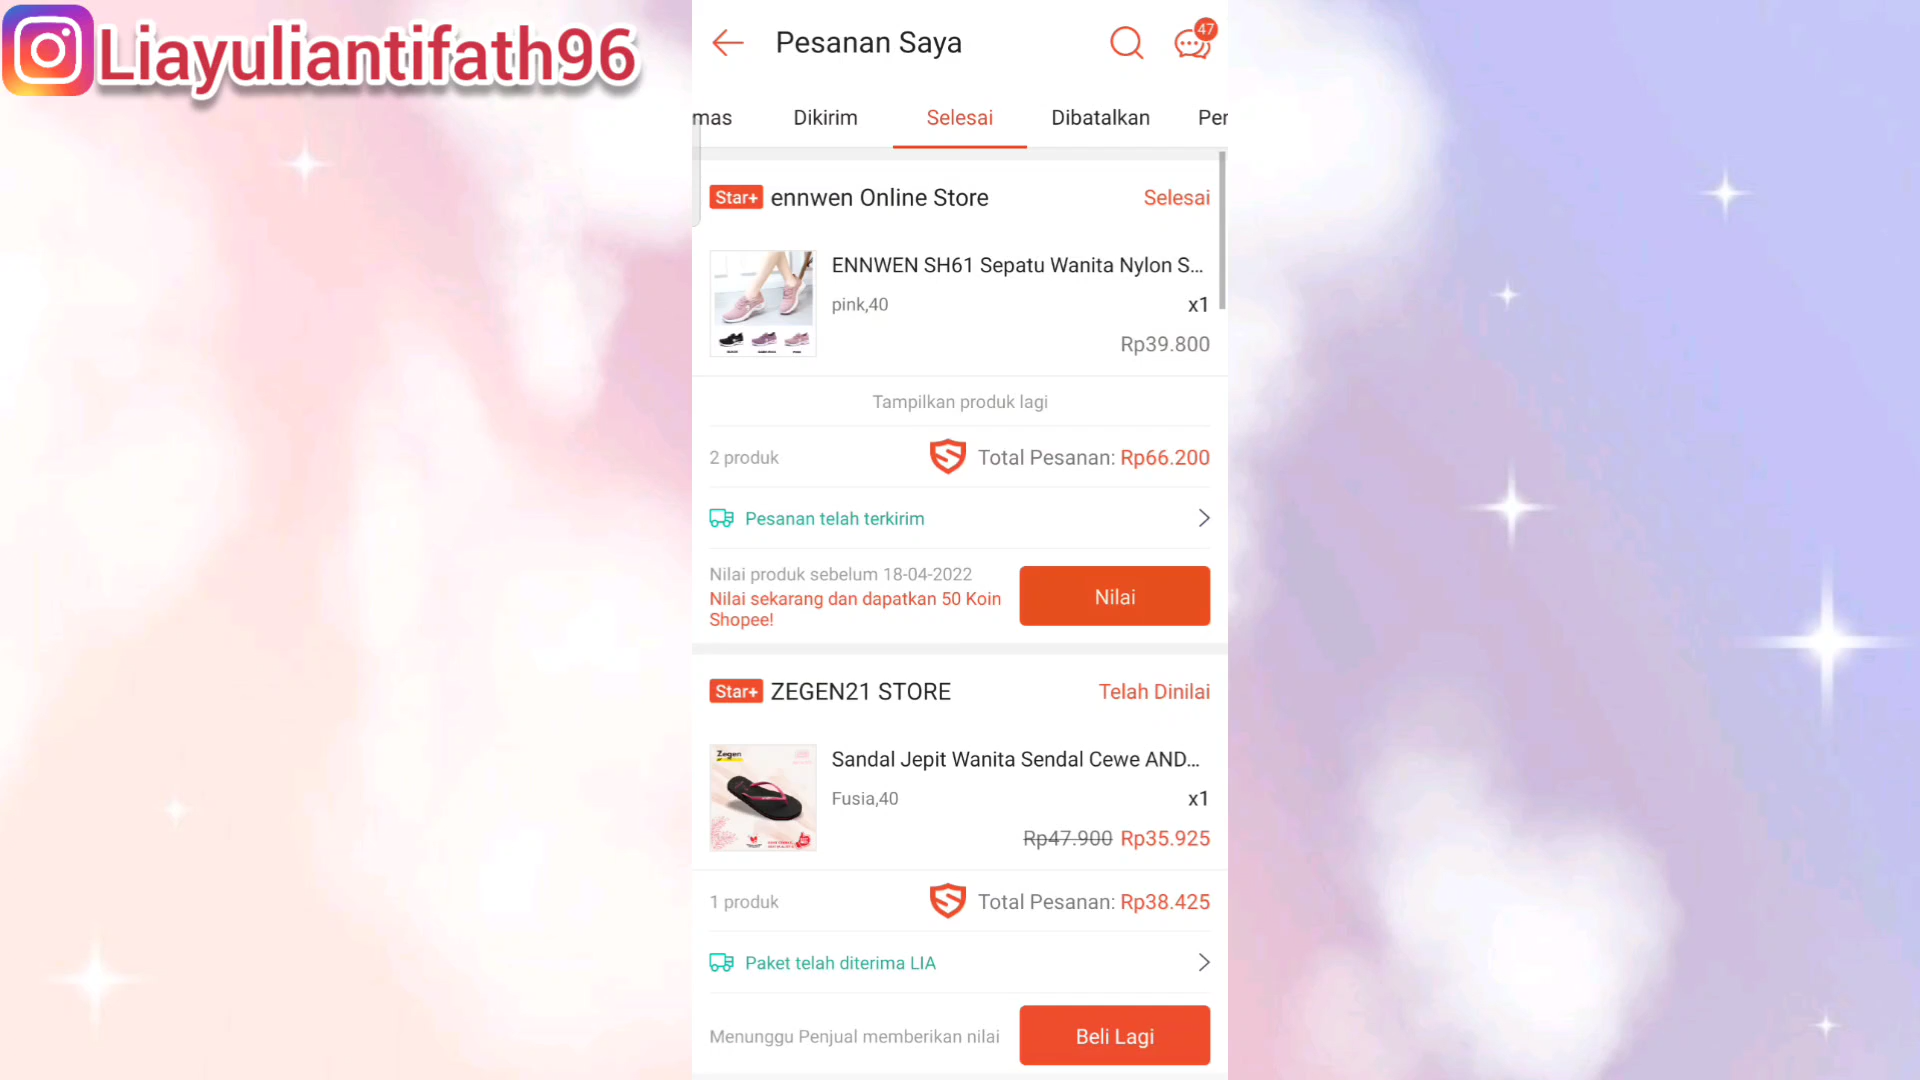 Liayuliantifath96
Pesanan Saya
47
mas Dikirim Selesai Dibatalkan Per
Star+ ennwen Online Store Selesai
ENNWEN SH61 Sepatu Wanita Nylon S...
pink,40 x1
Rp39.800
Tampilkan produk lagi
2 produk Total Pesanan: Rp66.200
Pesanan telah terkirim
Nilai produk sebelum 18-04-2022
Nilai sekarang dan dapatkan 50 Koin
Shopee!
Nilai
Star+ ZEGEN21 STORE Telah Dinilai
Zegen
Sandal Jepit Wanita Sendal Cewe AND...
Fusia,40 x1
Rp47.900 Rp35.925
1 produk Total Pesanan: Rp38.425
Paket telah diterima LIA
Menunggu Penjual memberikan nilai Beli Lagi